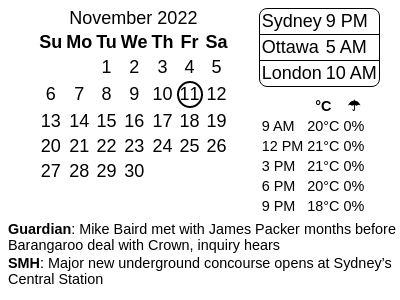 November 2022
Su Mo Tu We Th Fr Sa
1 2 3 4 5
6 7 8 9 10 11 12
13 14 15 16 17 18 19
20 21 22 23 24 25 26
27 28 29 30
Sydney 9 PM
Ottawa 5 AM
London 10 AM
°C ☂
9 AM 20°C 0%
12 PM 21°C 0%
3 PM 21°C 0%
6 PM 20°C 0%
9 PM 18°C 0%
Guardian: Mike Baird met with James Packer months before
Barangaroo deal with Crown, inquiry hears
SMH: Major new underground concourse opens at Sydney's
Central Station